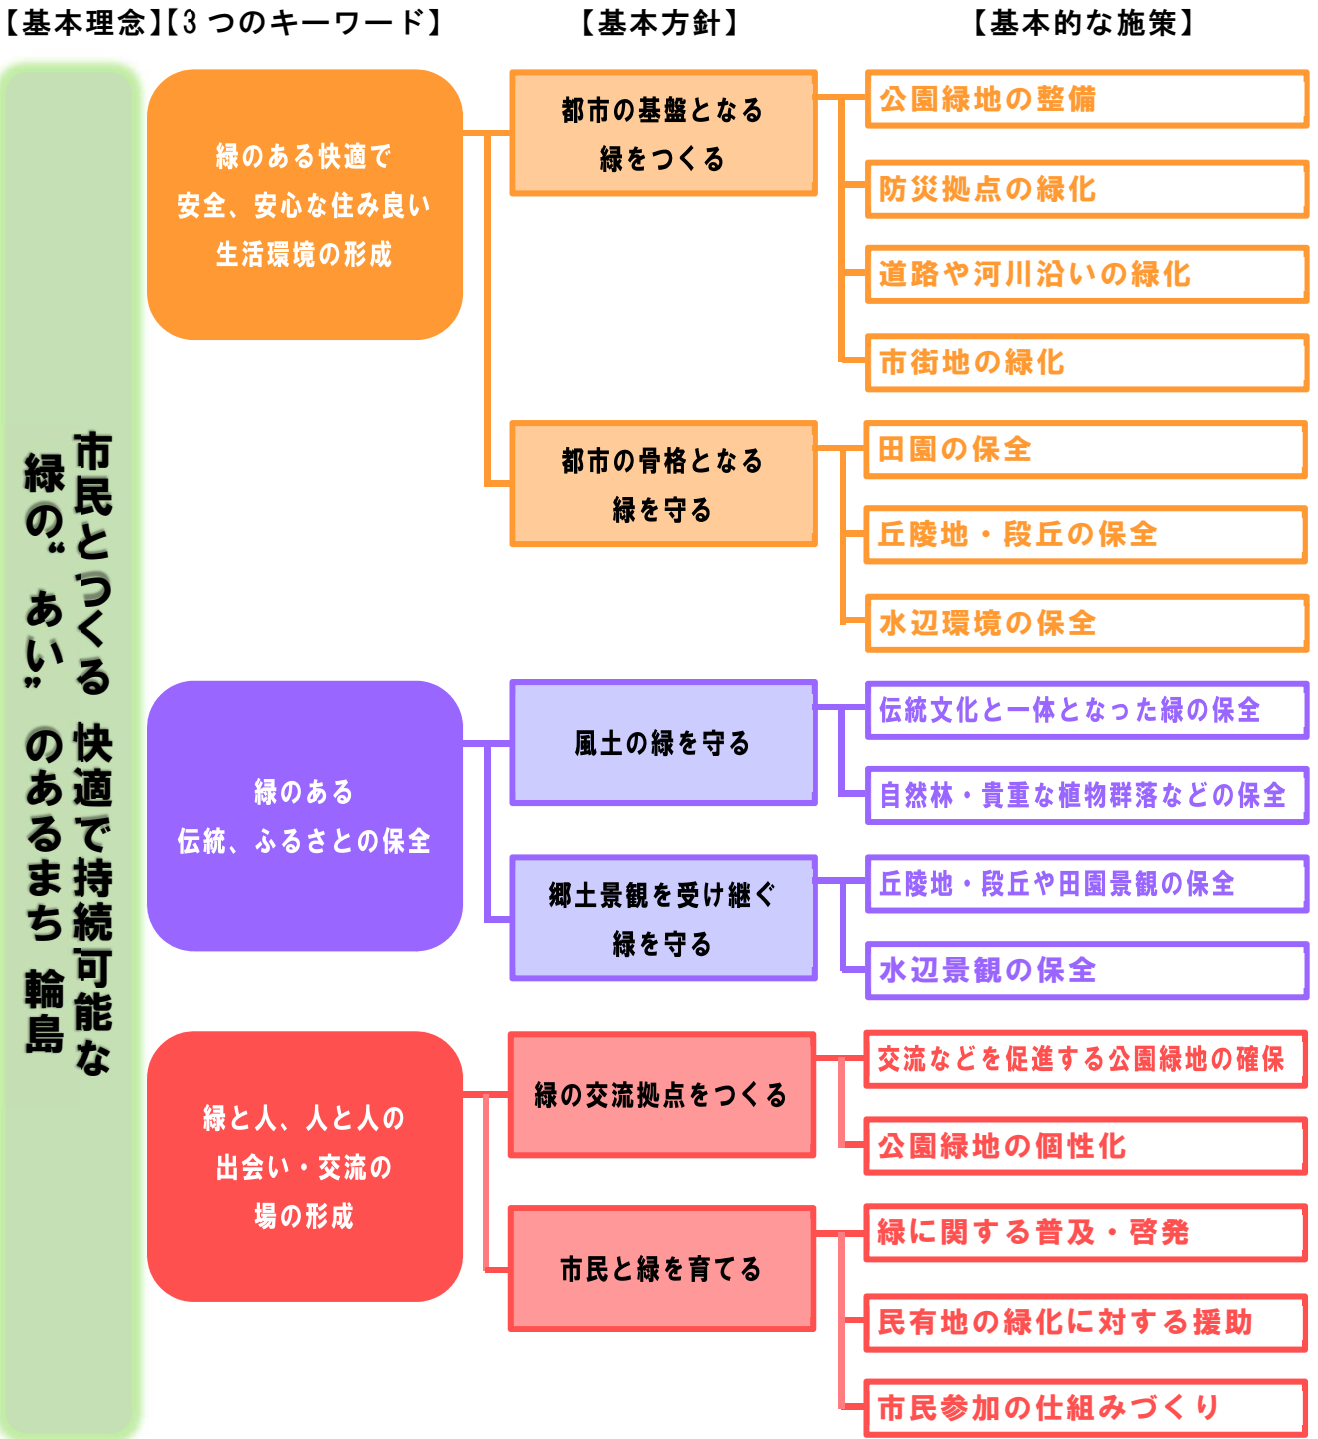 【基本理念】【3つのキーワード】
【基本方針】
【基本的な施策】
市民とつくる 快適で持続可能な
緑の“あい”のあるまち 輪島
緑のある快適で
安全、安心な住み良い
生活環境の形成
都市の基盤となる
緑をつくる
公園緑地の整備
防災拠点の緑化
道路や河川沿いの緑化
市街地の緑化
都市の骨格となる
緑を守る
田園の保全
丘陵地・段丘の保全
水辺環境の保全
緑のある
伝統、ふるさとの保全
風土の緑を守る
伝統文化と一体となった緑の保全
自然林・貴重な植物群落などの保全
郷土景観を受け継ぐ
緑を守る
丘陵地・段丘や田園景観の保全
水辺景観の保全
緑と人、人と人の
出会い・交流の
場の形成
緑の交流拠点をつくる
交流などを促進する公園緑地の確保
公園緑地の個性化
市民と緑を育てる
緑に関する普及・啓発
民有地の緑化に対する援助
市民参加の仕組みづくり